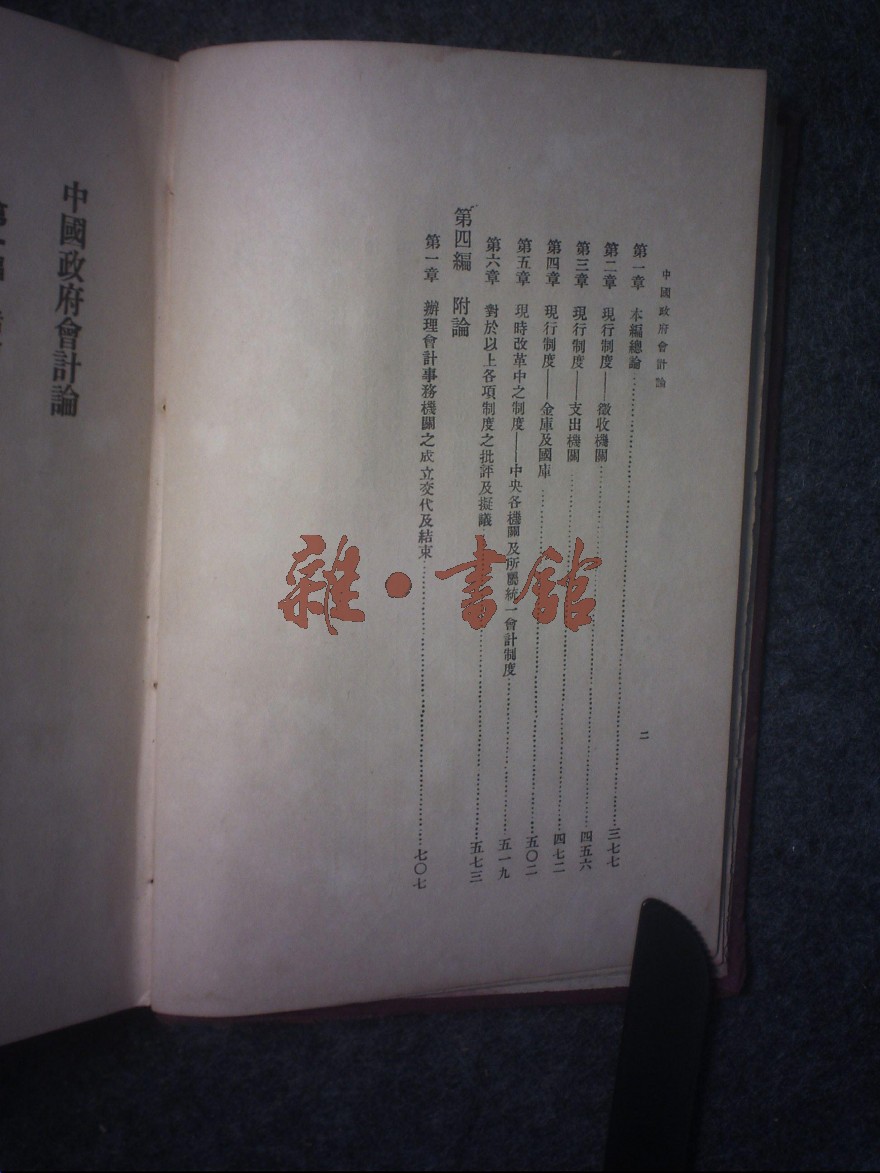 中國政府會計論
二
第一章 本編總論……三七七
第二章 現行制度——徵收機關……四五六
第三章 現行制度——支出機關……四七二
第四章 現行制度——金庫及國庫……五〇二
第五章 現時改革中之制度——中央各機關及所屬統一會計制度……五一九
第六章 對於以上各項制度之批評及擬議……五七三
第四編 附論
第一章 辦理會計事務機關之成立交代及結束……七〇七
中國政府會計論
雜·書館